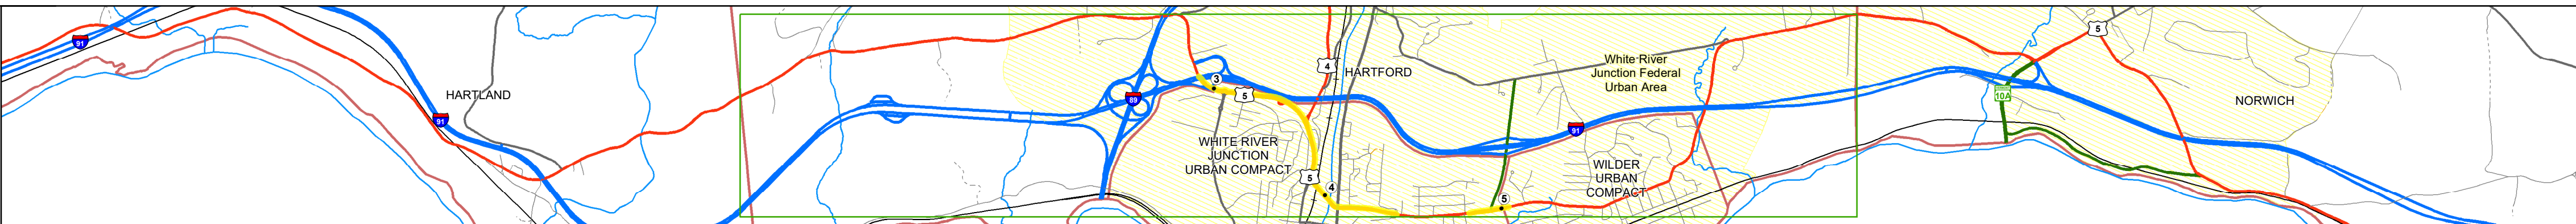 91
HARTLAND
91
89
3
5
4
HARTFORD
WHITE RIVER
JUNCTION
URBAN COMPACT
5
4
White River
Junction Federal
Urban Area
91
WILDER
URBAN
COMPACT
5
10A
5
NORWICH